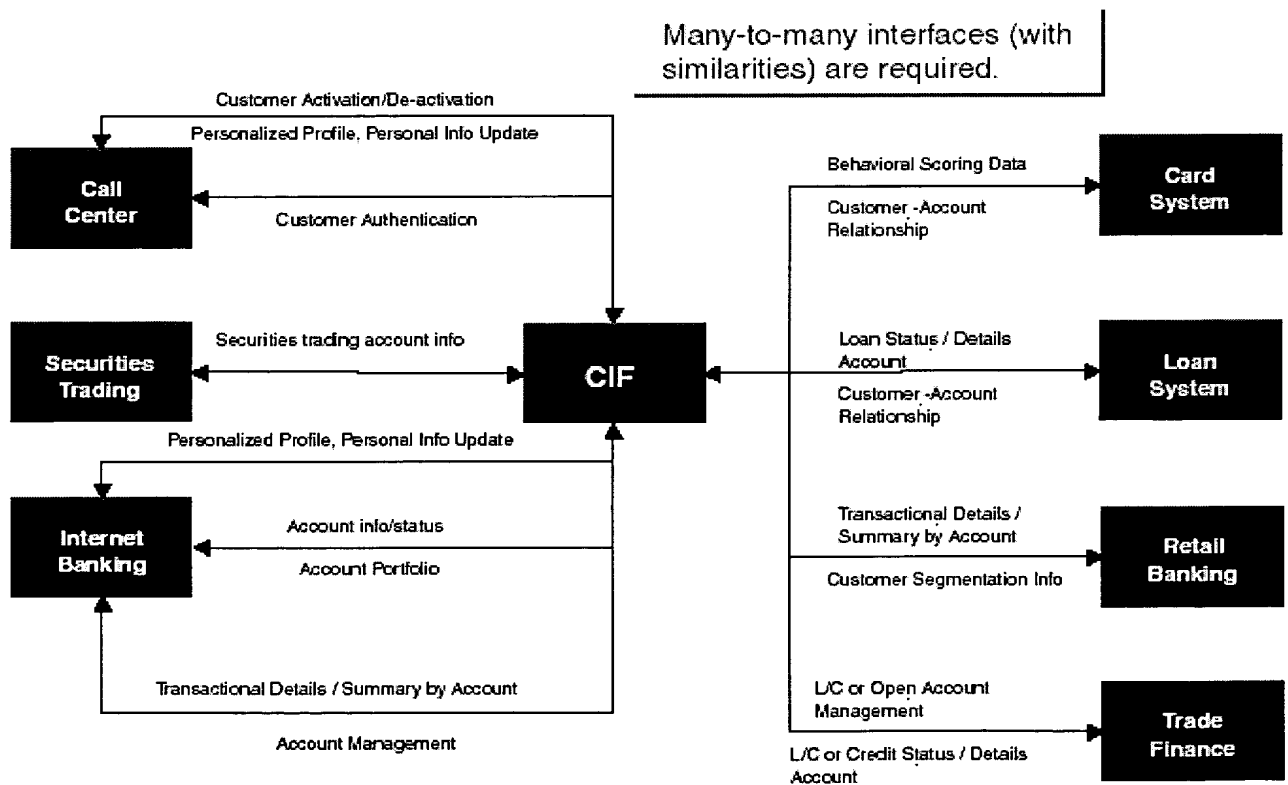 Many-to-many interfaces (with
similarities) are required.
Customer Activation/De-activation
Personalized Profile, Personal Info Update
Call
Center
Customer Authentication
Behavioral Scoring Data
Customer -Account
Relationship
Card
System
Securities trading account info
Securities
Trading
CIF
Loan Status / Details
Account
Customer -Account
Relationship
Loan
System
Personalized Profile, Personal Info Update
Internet
Banking
Account info/status
Account Portfolio
Transactional Details /
Summary by Account
Customer Segmentation Info
Retail
Banking
Transactional Details / Summary by Account
Account Management
L/C or Open Account
Management
L/C or Credit Status / Details
Account
Trade
Finance